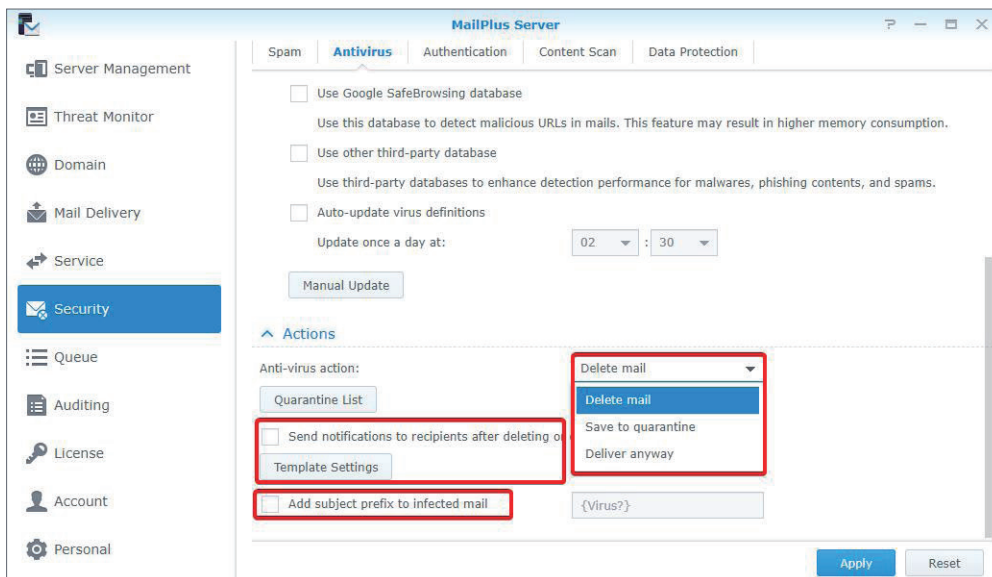 MailPlus Server
Server Management
Threat Monitor
Domain
Mail Delivery
Service
Security
Queue
Auditing
License
Account
Personal
Spam Antivirus Authentication Content Scan Data Protection
Use Google SafeBrowsing database
Use this database to detect malicious URLs in mails. This feature may result in higher memory consumption.
Use other third-party database
Use third-party databases to enhance detection performance for malwares, phishing contents, and spams.
Auto-update virus definitions
Update once a day at: 02 : 30
Manual Update
Actions
Anti-virus action: Delete mail
Delete mail
Save to quarantine
Deliver anyway
Quarantine List
Send notifications to recipients after deleting
Template Settings
Add subject prefix to infected mail {Virus?}
Apply Reset